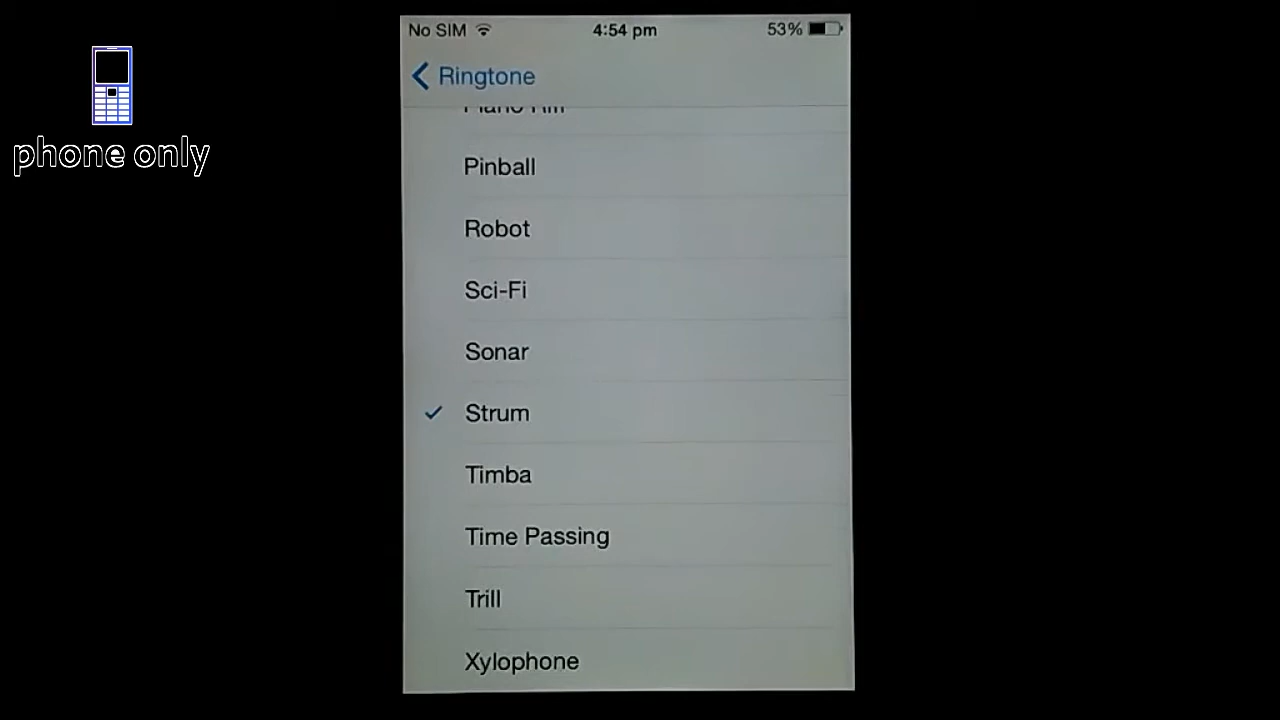 No SIM 4:54 pm 53%
phone only
Ringtone
Pinball
Robot
Sci-Fi
Sonar
Strum
Timba
Time Passing
Trill
Xylophone